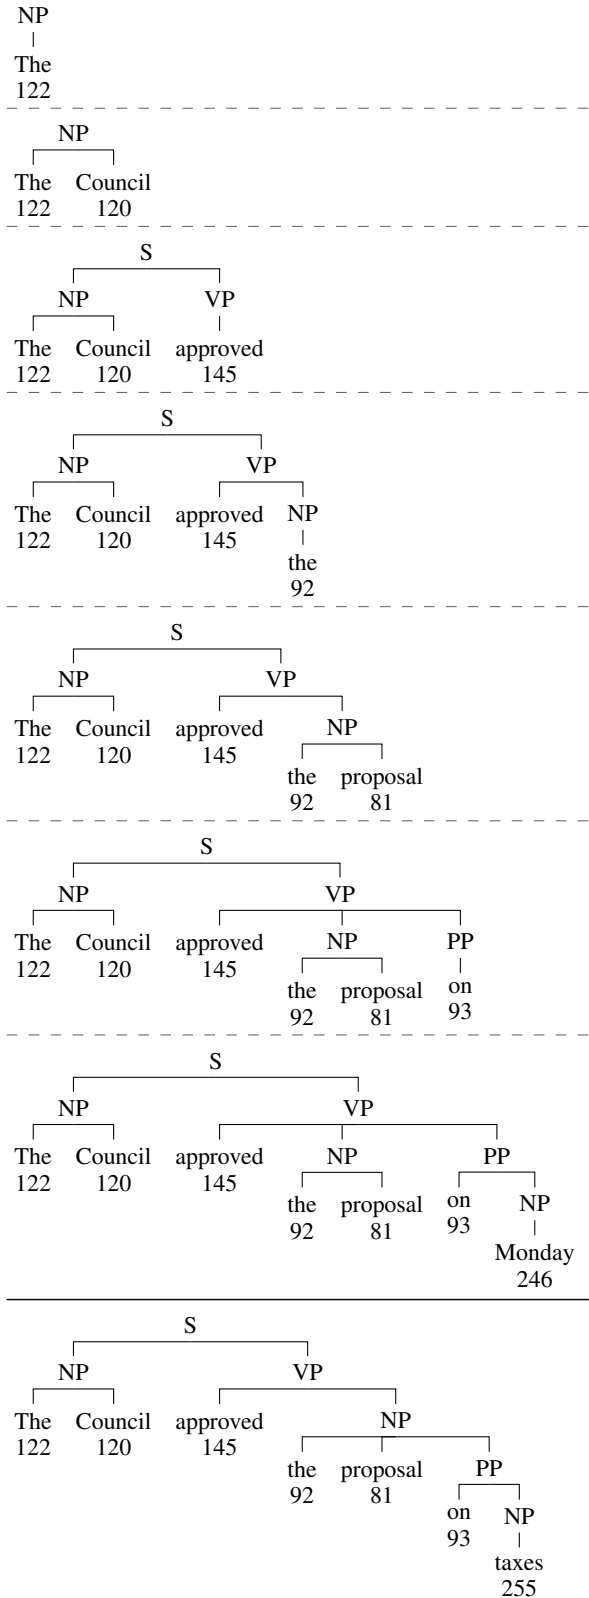 NP
The
122
NP
The Council
122 120
S
NP VP
The Council approved
122 120 145
S
NP VP
The Council approved NP
122 120 145
the
92
S
NP VP
The Council approved NP
122 120 145
the proposal
92 81
S
NP VP
The Council approved NP PP
122 120 145
the proposal on
92 81 93
S
NP VP
The Council approved NP PP
122 120 145
the proposal on NP
92 81 93
Monday
246
S
NP VP
The Council approved NP
122 120 145
the proposal PP
92 81
on NP
93
taxes
255